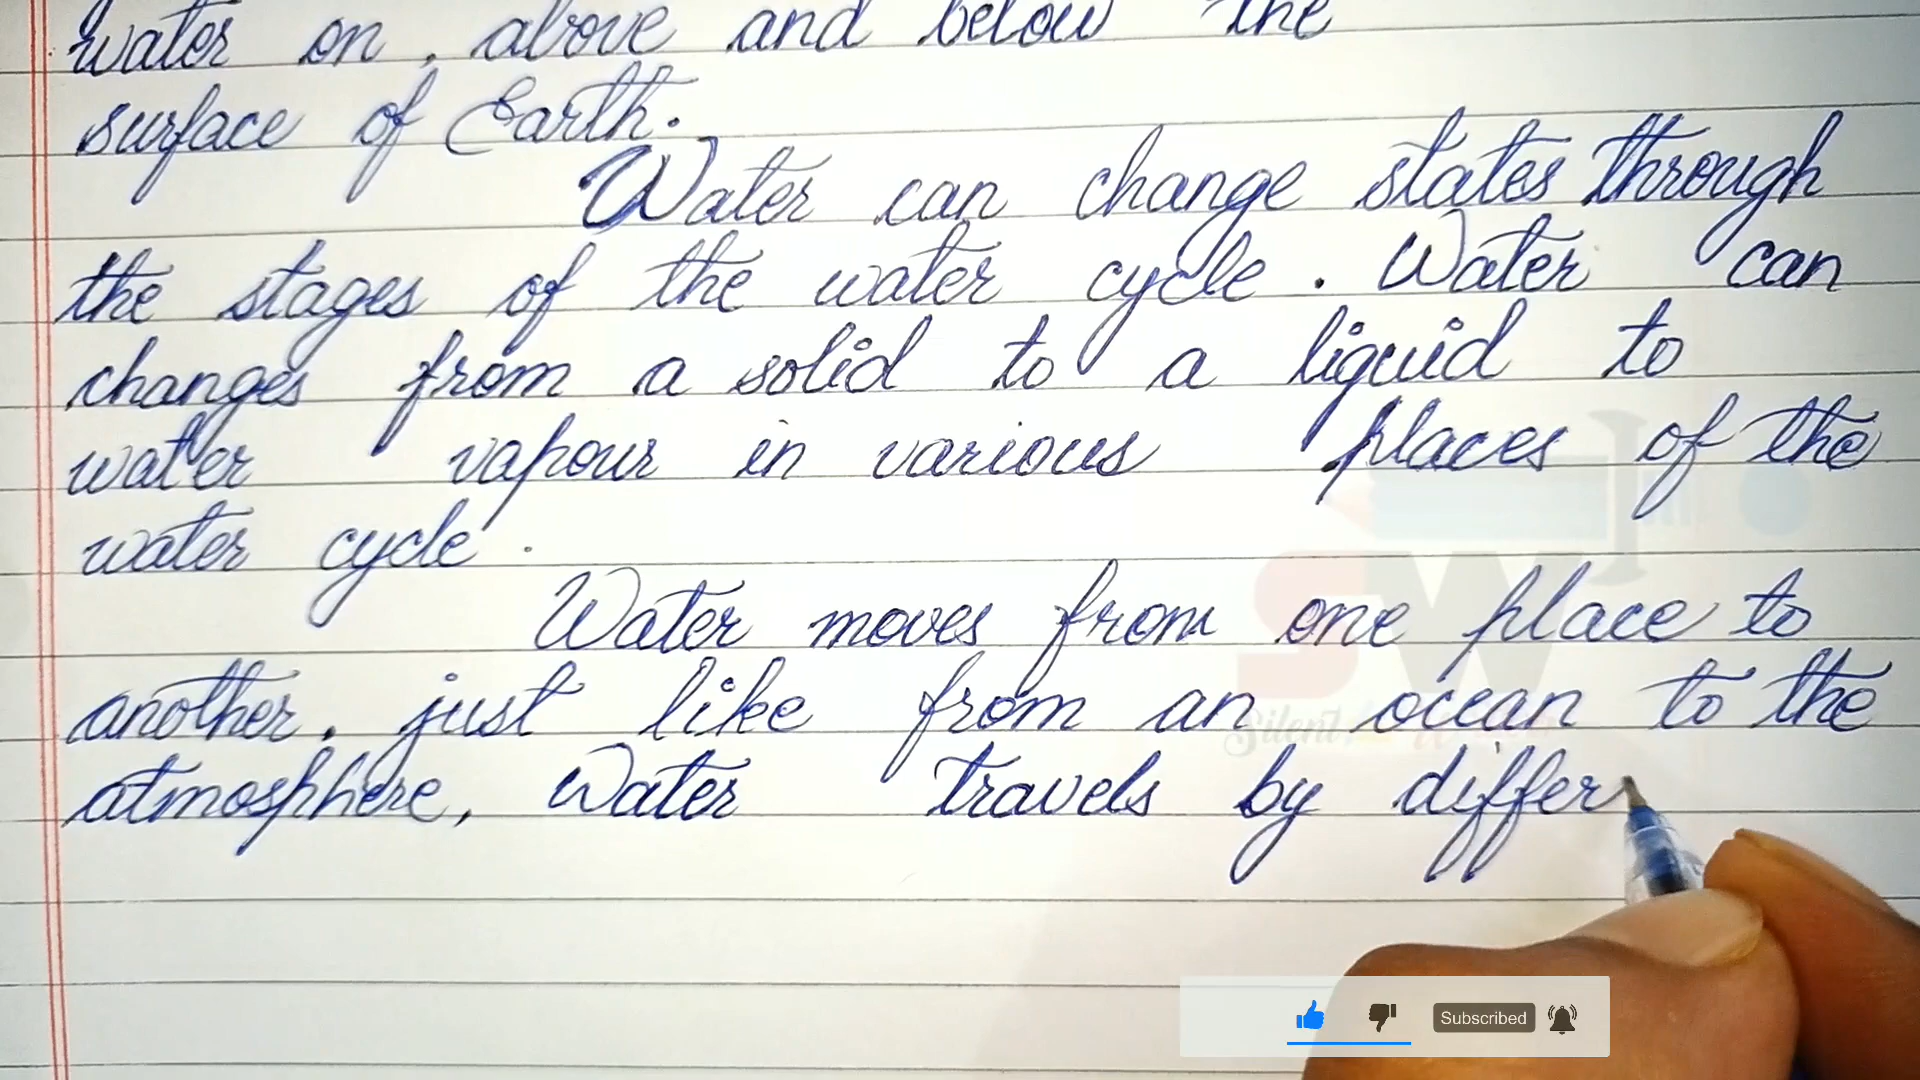 water on, above and below the
surface of Earth.
Water can change states through
the stages of the water cycle. Water can
changes from a solid to a liquid to
water vapour in various places of the
water cycle.
Water moves from one place to
another. just like from an ocean to the
atmosphere, Water travels by differ
SW
Silent
Subscribed